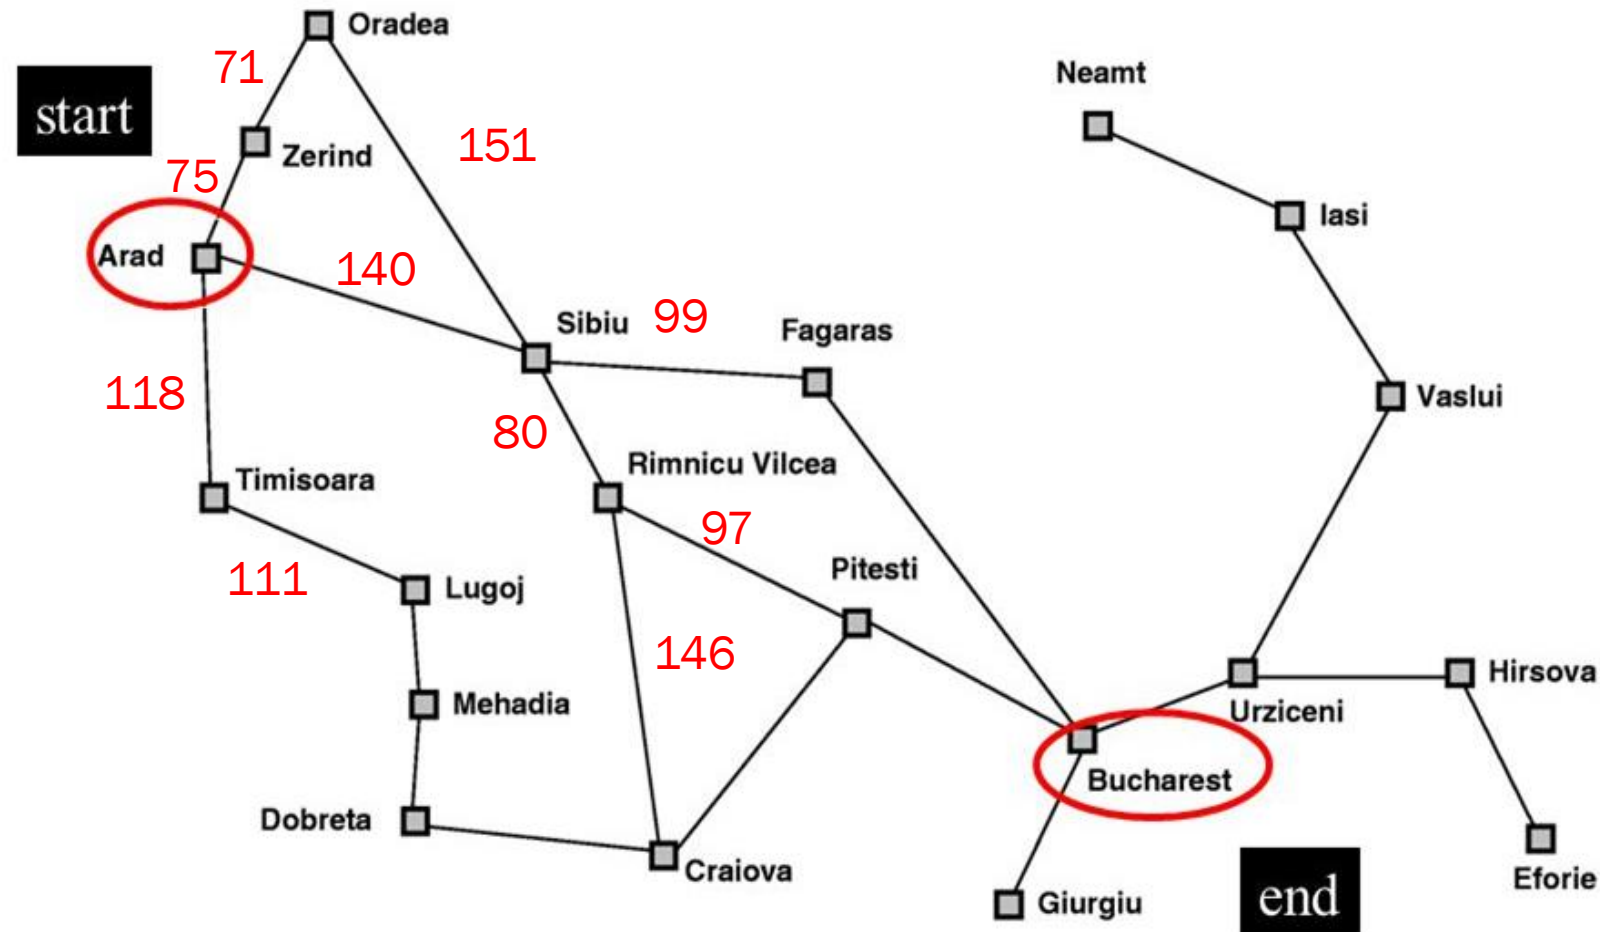 Oradea
71
Neamt
start
151
Zerind
75
Iasi
Arad
140
Sibiu
99
Fagaras
118
Vaslui
80
Rimnicu Vilcea
Timisoara
97
Pitesti
111
Lugoj
146
Hirsova
Mehadia
Urziceni
Bucharest
Dobreta
Craiova
Eforie
end
Giurgiu